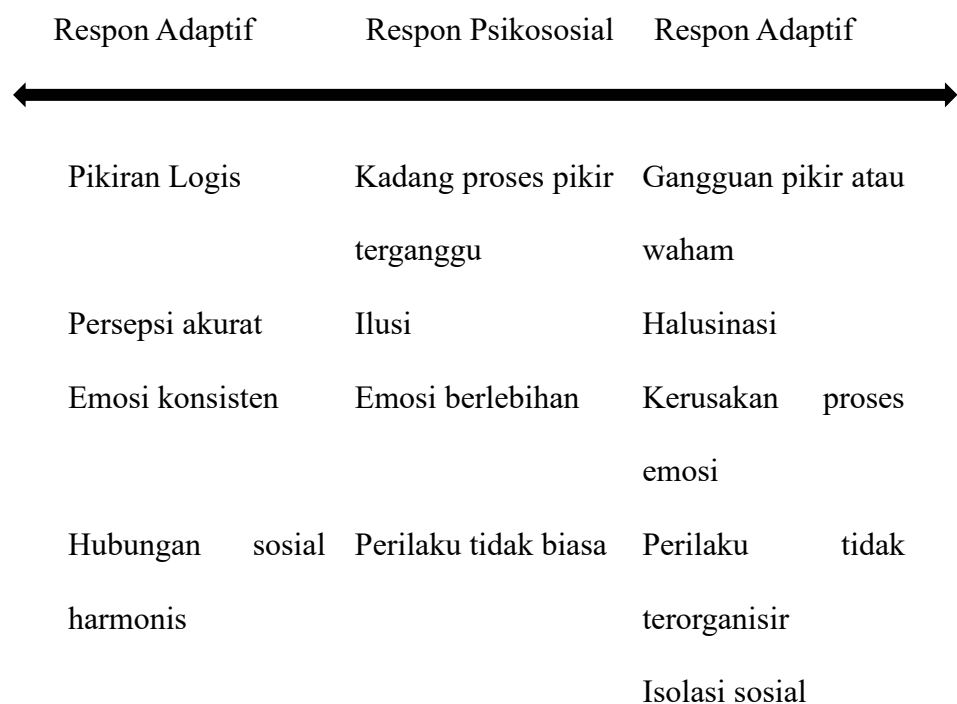 Respon Adaptif Respon Psikososial Respon Adaptif
Pikiran Logis Kadang proses pikir Gangguan pikir atau
terganggu waham
Persepsi akurat Ilusi Halusinasi
Emosi konsisten Emosi berlebihan Kerusakan proses
emosi
Hubungan sosial Perilaku tidak biasa Perilaku tidak
harmonis terorganisir
Isolasi sosial